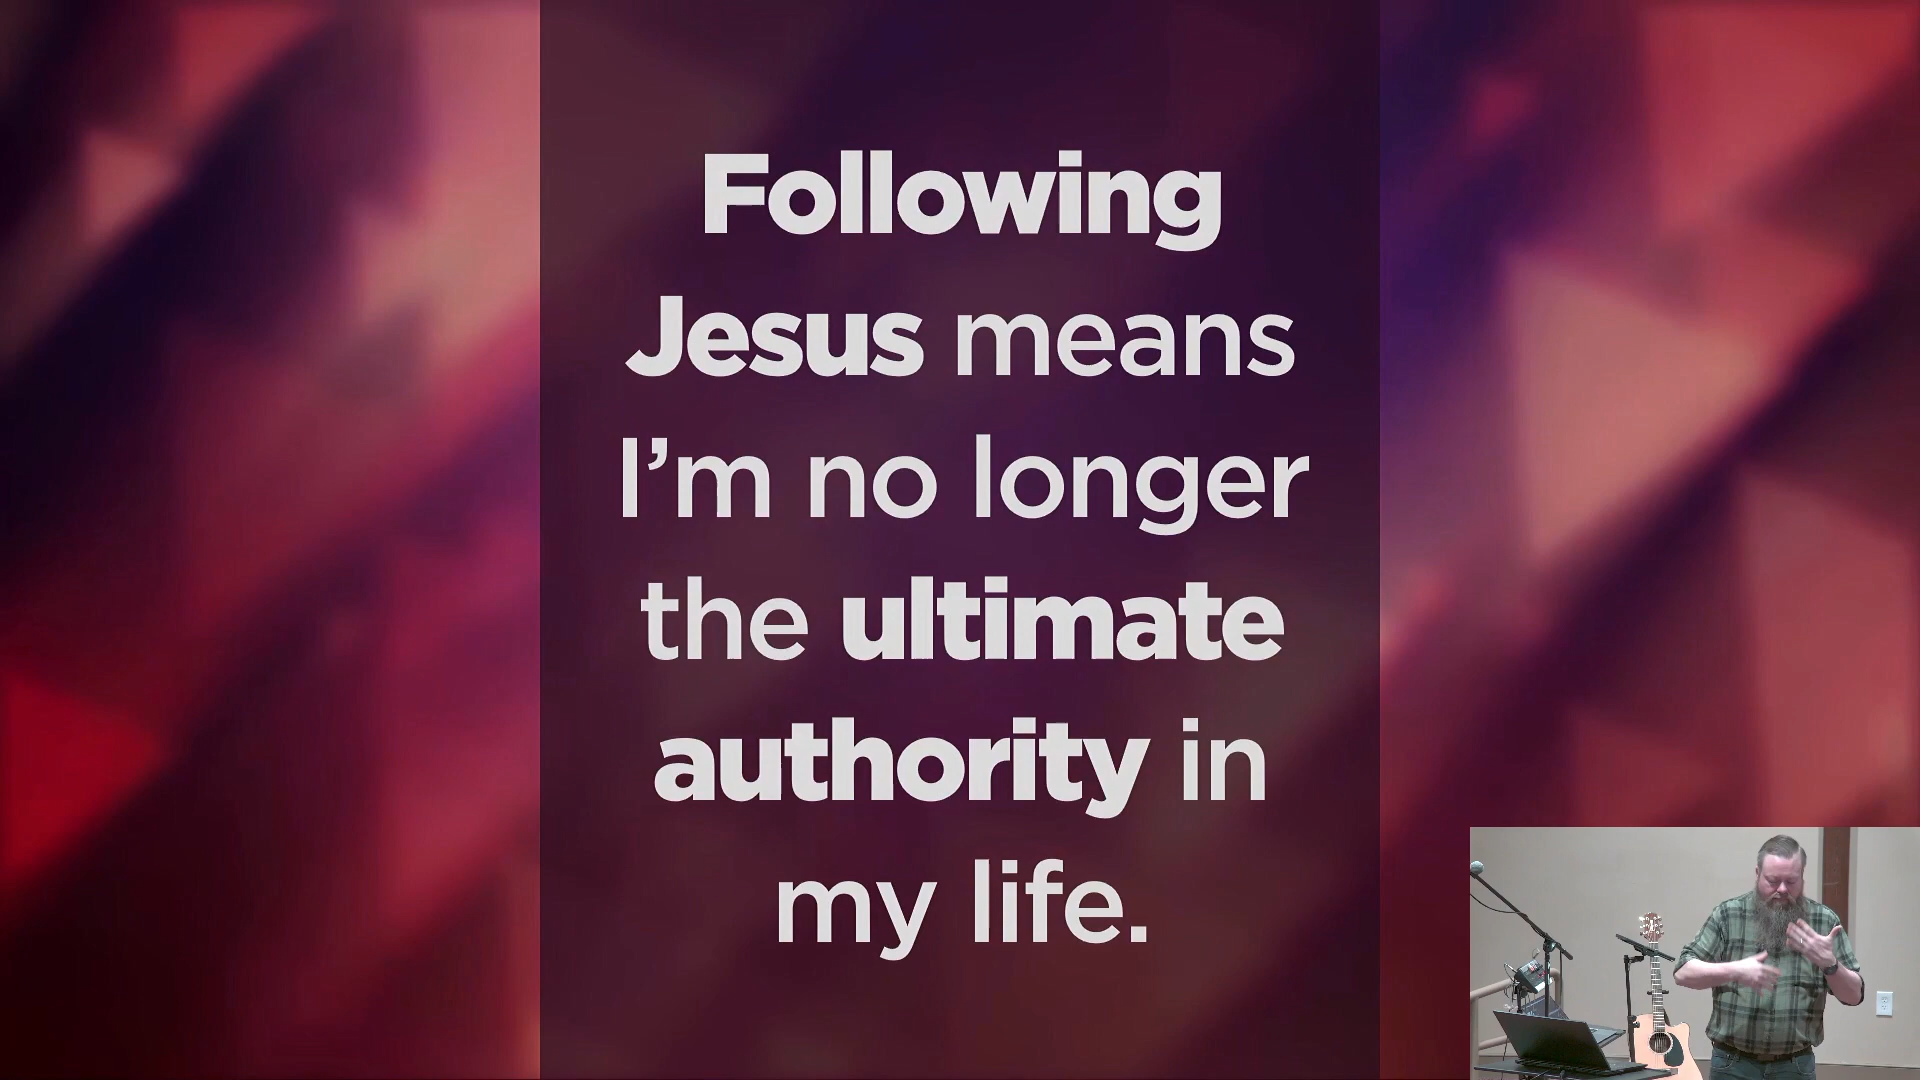 Following
Jesus means
I’m no longer
the ultimate
authority in
my life.